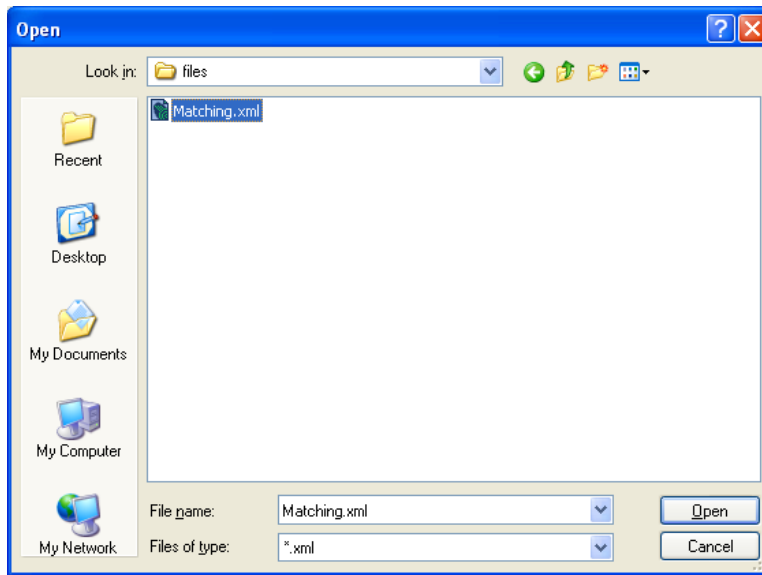 Open
Look in: files
Matching.xml
Recent
Desktop
My Documents
My Computer
My Network
File name: Matching.xml Open
Files of type: *.xml Cancel